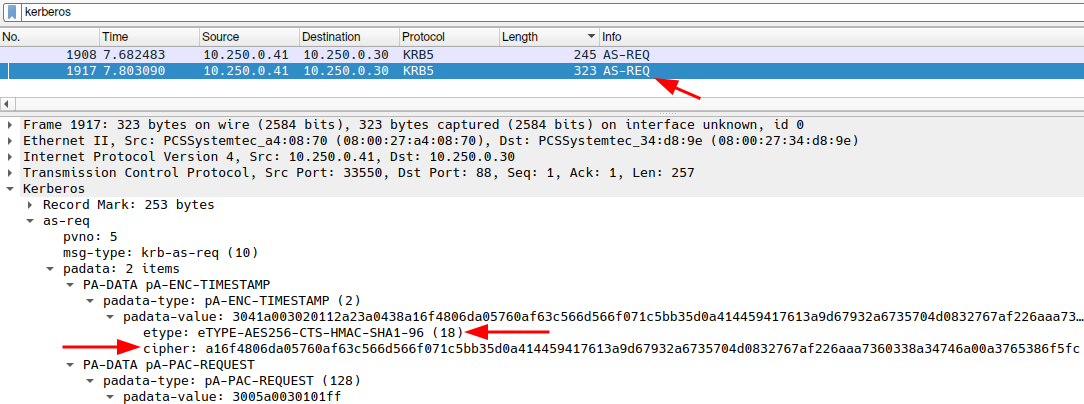 kerberos
No. Time Source Destination Protocol Length Info
1908 7.682483 10.250.0.41 10.250.0.30 KRB5 245 AS-REQ
1917 7.803090 10.250.0.41 10.250.0.30 KRB5 323 AS-REQ
Frame 1917: 323 bytes on wire (2584 bits), 323 bytes captured (2584 bits) on interface unknown, id 0
Ethernet II, Src: PCSSystemtec_a4:08:70 (08:00:27:a4:08:70), Dst: PCSSystemtec_34:d8:9e (08:00:27:34:d8:9e)
Internet Protocol Version 4, Src: 10.250.0.41, Dst: 10.250.0.30
Transmission Control Protocol, Src Port: 33550, Dst Port: 88, Seq: 1, Ack: 1, Len: 257
Kerberos
Record Mark: 253 bytes
as-req
pvno: 5
msg-type: krb-as-req (10)
padata: 2 items
PA-DATA pA-ENC-TIMESTAMP
padata-type: pA-ENC-TIMESTAMP (2)
padata-value: 3041a003020112a23a0438a16f4806da05760af63c566d566f071c5bb35d0a414459417613a9d67932a6735704d0832767af226aaa73…
etype: eTYPE-AES256-CTS-HMAC-SHA1-96 (18)
cipher: a16f4806da05760af63c566d566f071c5bb35d0a414459417613a9d67932a6735704d0832767af226aaa7360338a34746a00a3765386f5fc
PA-DATA pA-PAC-REQUEST
padata-type: pA-PAC-REQUEST (128)
padata-value: 3005a0030101ff